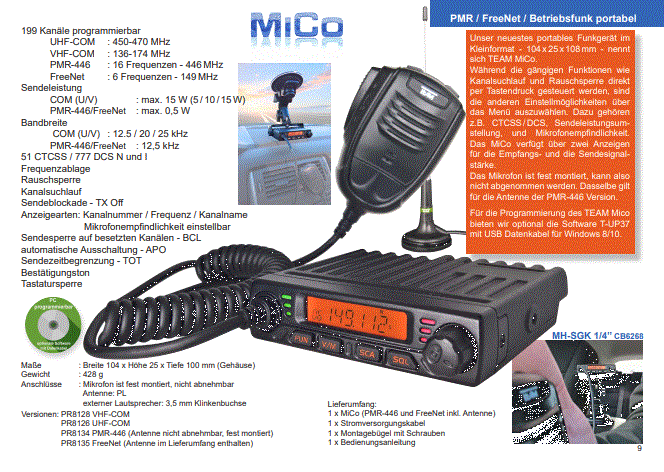 MiCo
PMR / FreeNet / Betriebsfunk portabel
199 Kanäle programmierbar
UHF-COM : 450-470 MHz
VHF-COM : 136-174 MHz
PMR-446 : 16 Frequenzen - 446 MHz
FreeNet : 6 Frequenzen - 149 MHz
Sendeleistung
COM (U/V) : max. 15 W (5 / 10 / 15 W)
PMR-446/FreeNet : max. 0,5 W
Bandbreite
COM (U/V) : 12.5 / 20 / 25 kHz
PMR-446/FreeNet : 12,5 kHz
51 CTCSS / 777 DCS N und I
Frequenzablage
Rauschsperre
Kanalsuchlauf
Sendeblockade - TX Off
Anzeigearten: Kanalnummer / Frequenz / Kanalname
Mikrofonempfindlichkeit einstellbar
Sendesperre auf besetzten Kanälen - BCL
automatische Ausschaltung - APO
Sendezeitbegrenzung - TOT
Bestätigungston
Tastatursperre
Unser neuestes portables Funkgerät im
Kleinformat - 104 x 25 x 108 mm - nennt
sich TEAM MiCo.
Während die gängigen Funktionen wie
Kanalsuchlauf und Rauschsperre direkt
per Tastendruck gesteuert werden, sind
die anderen Einstellmöglichkeiten über
das Menü auszuwählen. Dazu gehören
z.B. CTCSS / DCS, Sendeleistungsum-
stellung, und Mikrofonempfindlichkeit.
Das MiCo verfügt über zwei Anzeigen
für die Empfangs- und die Sendesignal-
stärke.
Das Mikrofon ist fest montiert, kann also
nicht abgenommen werden. Dasselbe gilt
für die Antenne der PMR-446 Version.
Für die Programmierung des TEAM Mico
bieten wir optional die Software T-UP37
mit USB Datenkabel für Windows 8/10.
TEAM
PC
programmierbar
149.112
FUN
V/M
SCA
SQL
MH-SGK 1/4" CB6268
Maße : Breite 104 x Höhe 25 x Tiefe 100 mm (Gehäuse)
Gewicht : 428 g
Anschlüsse : Mikrofon ist fest montiert, nicht abnehmbar
Antenne: PL
externer Lautsprecher: 3,5 mm Klinkenbuchse
Versionen: PR8128 VHF-COM
PR8126 UHF-COM
PR8134 PMR-446 (Antenne nicht abnehmbar, fest montiert)
PR8135 FreeNet (Antenne im Lieferumfang enthalten)
Lieferumfang:
1 x MiCo (PMR-446 und FreeNet inkl. Antenne)
1 x Stromversorgungskabel
1 x Montagebügel mit Schrauben
1 x Bedienungsanleitung
9